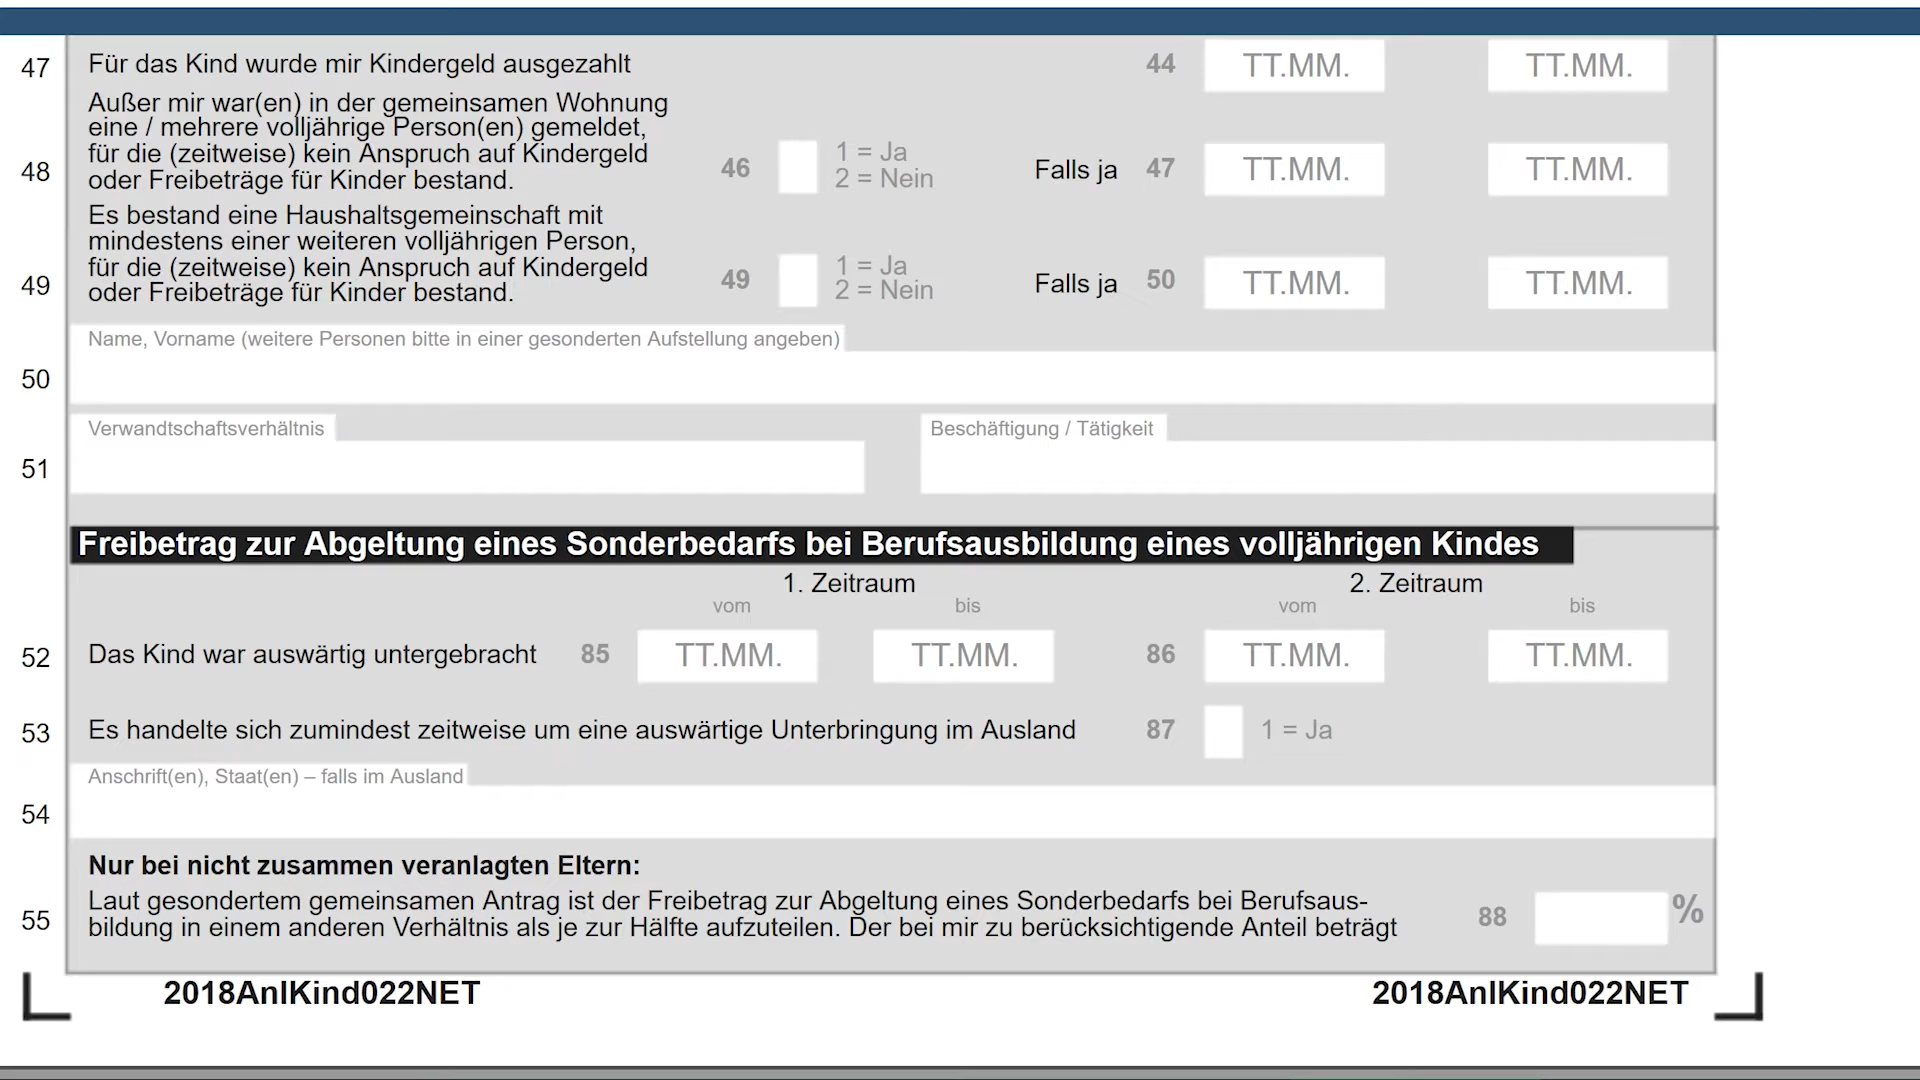 47 Für das Kind wurde mir Kindergeld ausgezahlt 44 TT.MM. TT.MM.
Außer mir war(en) in der gemeinsamen Wohnung
eine / mehrere volljährige Person(en) gemeldet,
für die (zeitweise) kein Anspruch auf Kindergeld
oder Freibeträge für Kinder bestand.
48 46 1 = Ja
2 = Nein
Falls ja 47 TT.MM. TT.MM.
Es bestand eine Haushaltsgemeinschaft mit
mindestens einer weiteren volljährigen Person,
für die (zeitweise) kein Anspruch auf Kindergeld
oder Freibeträge für Kinder bestand.
49 49 1 = Ja
2 = Nein
Falls ja 50 TT.MM. TT.MM.
Name, Vorname (weitere Personen bitte in einer gesonderten Aufstellung angeben)
50
Verwandtschaftsverhältnis Beschäftigung / Tätigkeit
51
Freibetrag zur Abgeltung eines Sonderbedarfs bei Berufsausbildung eines volljährigen Kindes
1. Zeitraum 2. Zeitraum
vom bis vom bis
52 Das Kind war auswärtig untergebracht 85 TT.MM. TT.MM. 86 TT.MM. TT.MM.
53 Es handelte sich zumindest zeitweise um eine auswärtige Unterbringung im Ausland 87 1 = Ja
Anschrift(en), Staat(en) – falls im Ausland
54
Nur bei nicht zusammen veranlagten Eltern:
Laut gesondertem gemeinsamen Antrag ist der Freibetrag zur Abgeltung eines Sonderbedarfs bei Berufsaus-
bildung in einem anderen Verhältnis als je zur Hälfte aufzuteilen. Der bei mir zu berücksichtigende Anteil beträgt
55 88 %
2018AnlKind022NET 2018AnlKind022NET